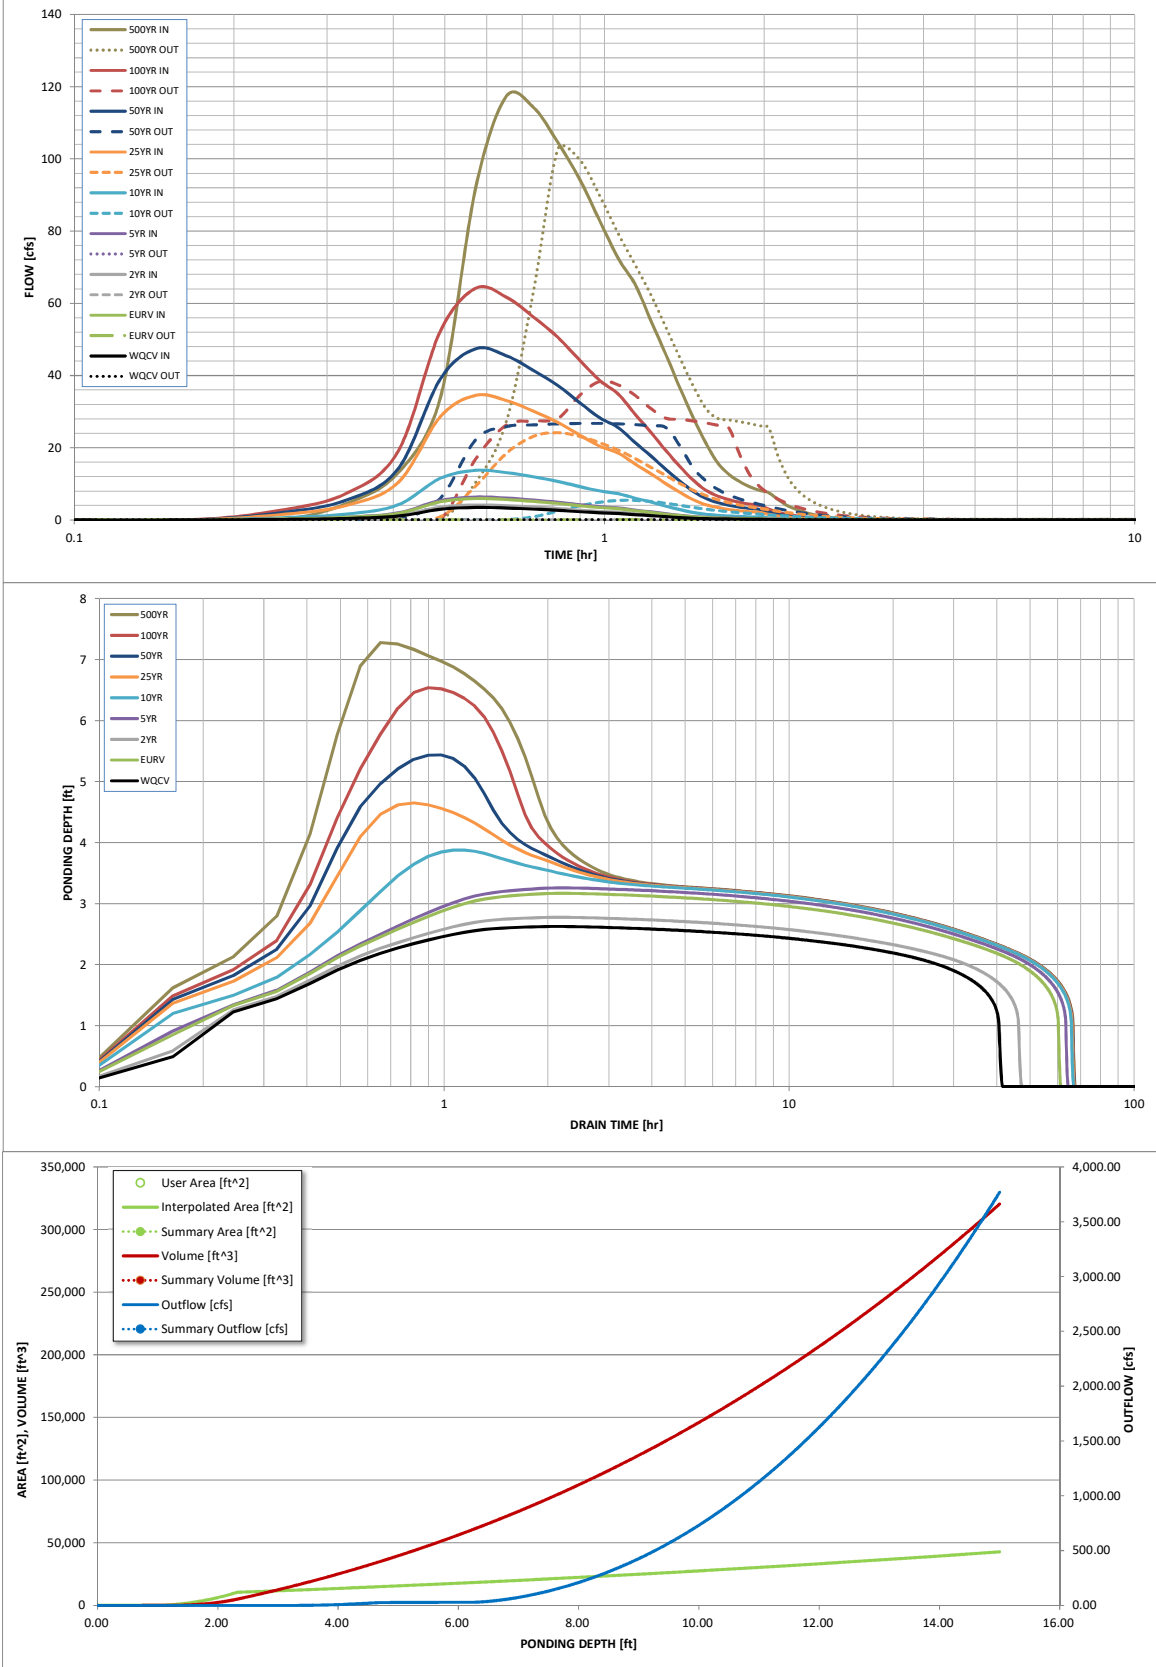 140
120
100
80
60
40
20
0
FLOW [cfs]
500YR IN
500YR OUT
100YR IN
100YR OUT
50YR IN
50YR OUT
25YR IN
25YR OUT
10YR IN
10YR OUT
5YR IN
5YR OUT
2YR IN
2YR OUT
EURV IN
EURV OUT
WQCV IN
WQCV OUT
0.1
1
10
TIME [hr]
8
7
6
5
4
3
2
1
0
PONDING DEPTH [ft]
500YR
100YR
50YR
25YR
10YR
5YR
2YR
EURV
WQCV
0.1
1
10
100
DRAIN TIME [hr]
350,000
300,000
250,000
200,000
150,000
100,000
50,000
0
AREA [ft^2], VOLUME [ft^3]
User Area [ft^2]
Interpolated Area [ft^2]
Summary Area [ft^2]
Volume [ft^3]
Summary Volume [ft^3]
Outflow [cfs]
Summary Outflow [cfs]
4,000.00
3,500.00
3,000.00
2,500.00
2,000.00
1,500.00
1,000.00
500.00
0.00
OUTFLOW [cfs]
0.00
2.00
4.00
6.00
8.00
10.00
12.00
14.00
16.00
PONDING DEPTH [ft]